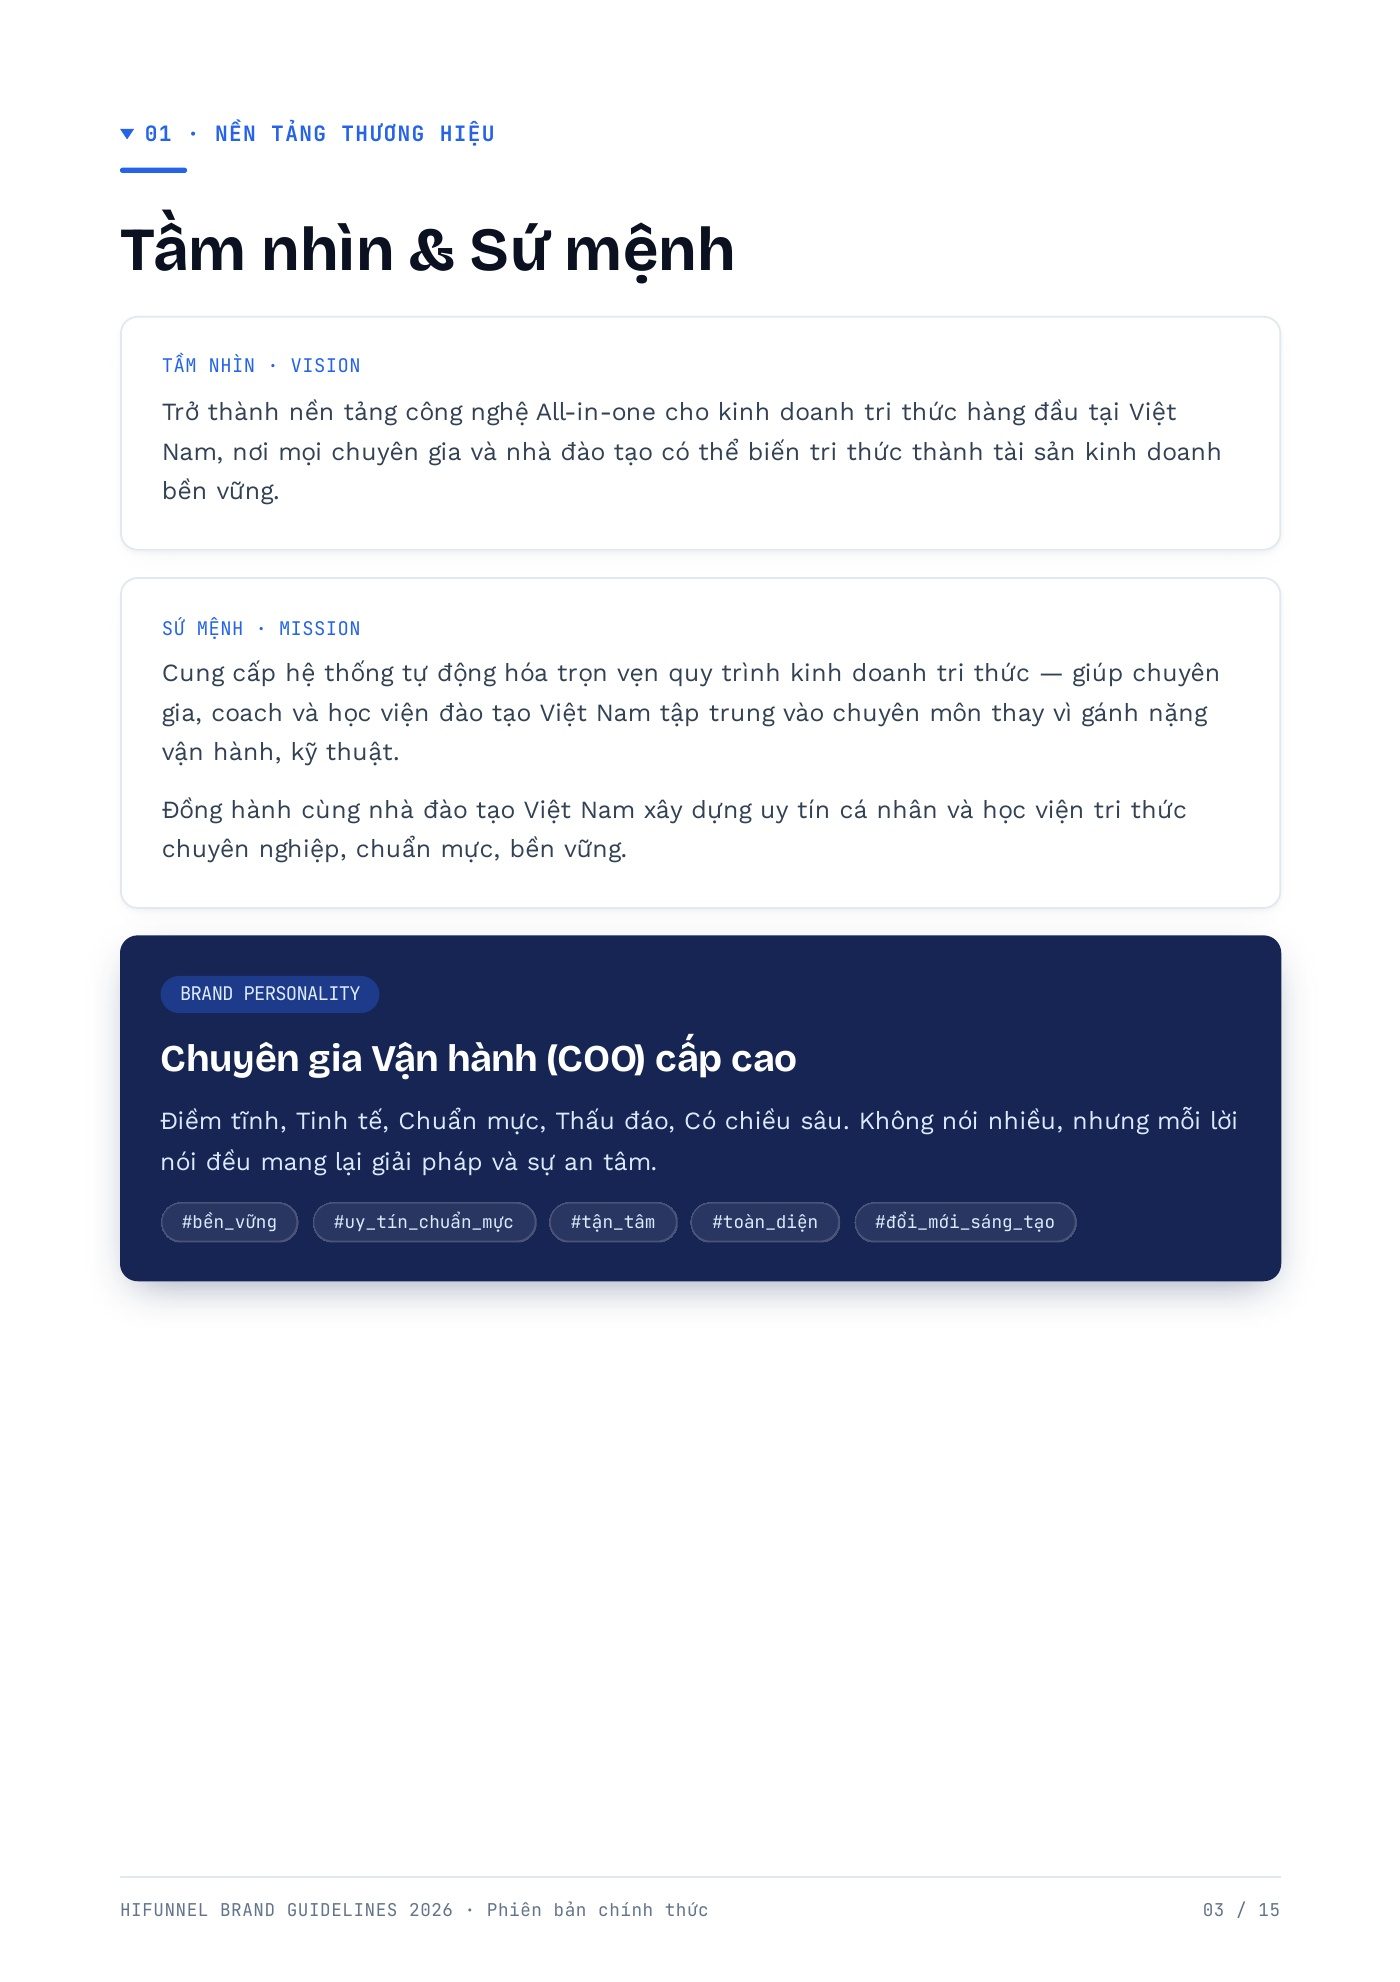 ▼ 01 · NỀN TẢNG THƯƠNG HIỆU
Tầm nhìn & Sứ mệnh
TẦM NHÌN · VISION
Trở thành nền tảng công nghệ All-in-one cho kinh doanh tri thức hàng đầu tại Việt
Nam, nơi mọi chuyên gia và nhà đào tạo có thể biến tri thức thành tài sản kinh doanh
bền vững.
SỨ MỆNH · MISSION
Cung cấp hệ thống tự động hóa trọn vẹn quy trình kinh doanh tri thức — giúp chuyên
gia, coach và học viện đào tạo Việt Nam tập trung vào chuyên môn thay vì gánh nặng
vận hành, kỹ thuật.
Đồng hành cùng nhà đào tạo Việt Nam xây dựng uy tín cá nhân và học viện tri thức
chuyên nghiệp, chuẩn mực, bền vững.
BRAND PERSONALITY
Chuyên gia Vận hành (COO) cấp cao
Điềm tĩnh, Tinh tế, Chuẩn mực, Thấu đáo, Có chiều sâu. Không nói nhiều, nhưng mỗi lời
nói đều mang lại giải pháp và sự an tâm.
#bền_vững #uy_tín_chuẩn_mực #tận_tâm #toàn_diện #đổi_mới_sáng_tạo
HIFUNNEL BRAND GUIDELINES 2026 · Phiên bản chính thức 03 / 15